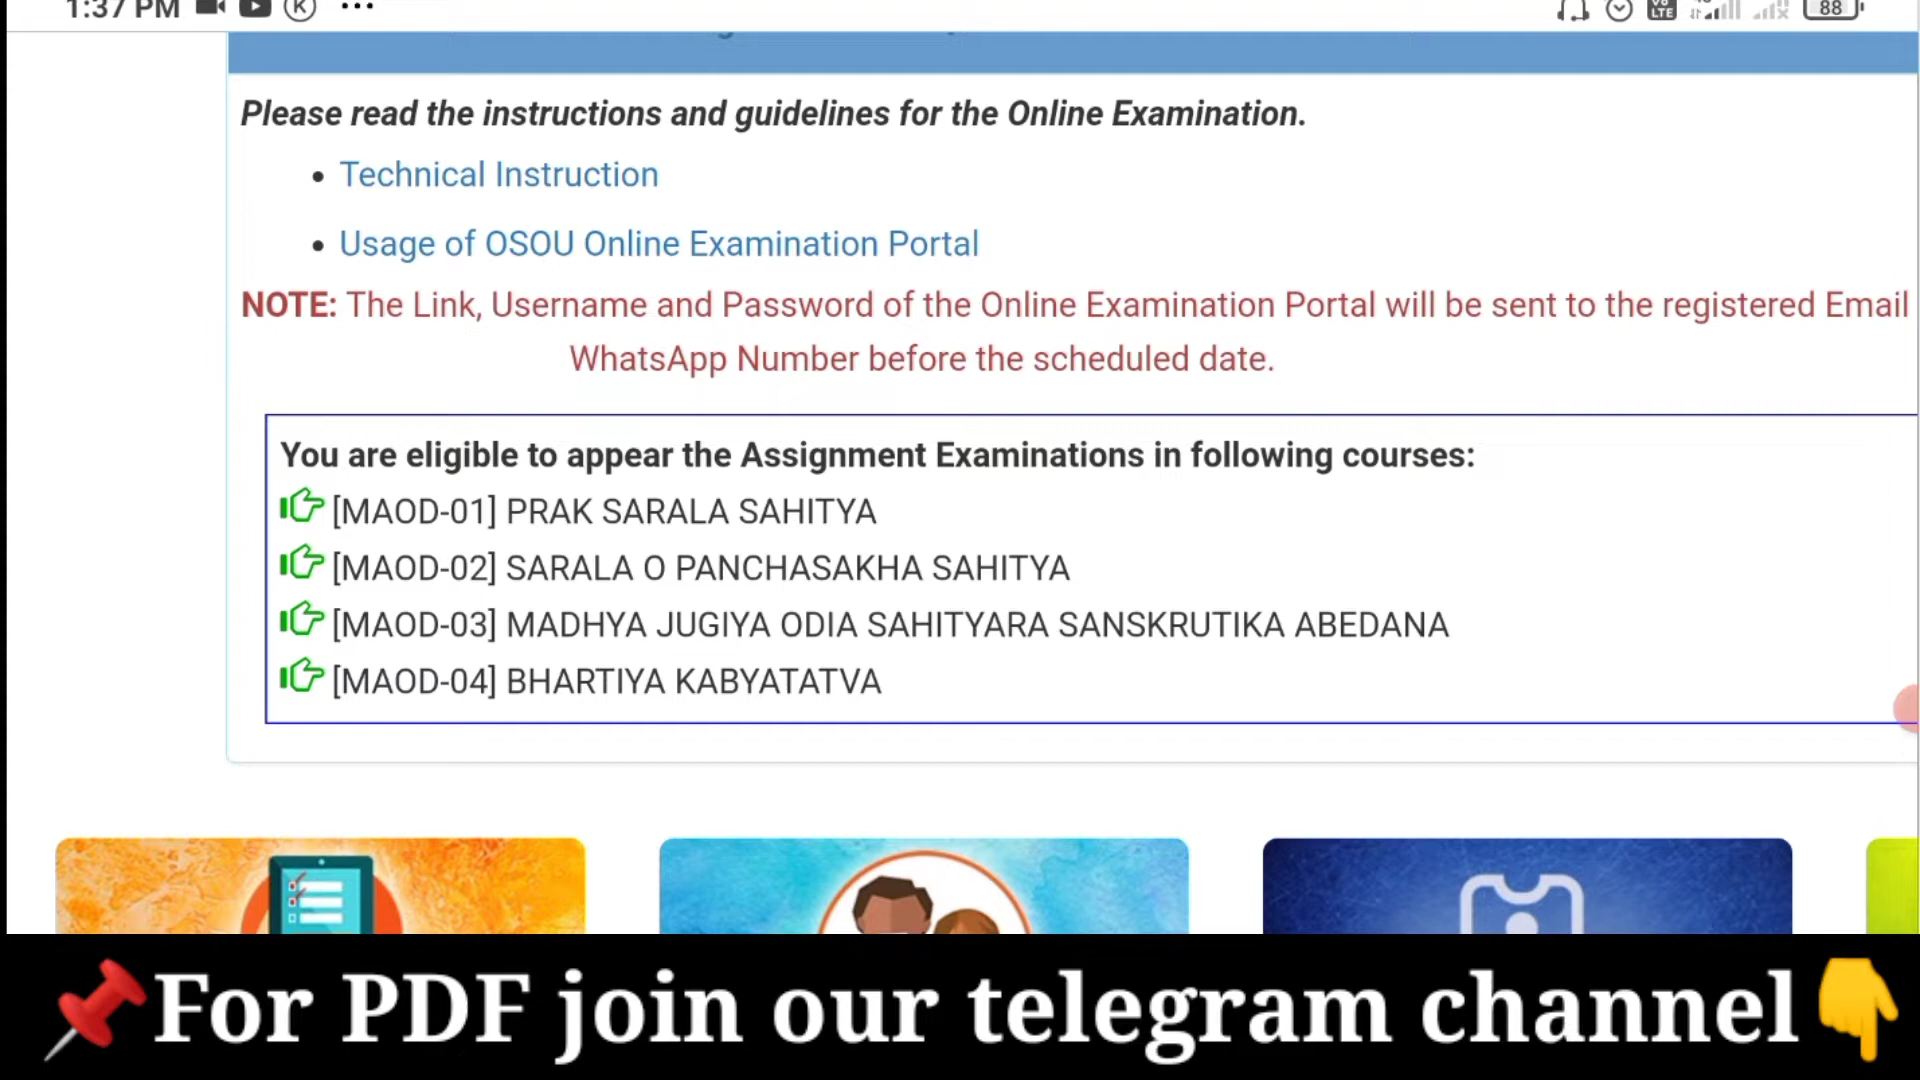 1:37 PM K ...
Vo LTE 4G 88
Please read the instructions and guidelines for the Online Examination.
• Technical Instruction
• Usage of OSOU Online Examination Portal
NOTE: The Link, Username and Password of the Online Examination Portal will be sent to the registered Email
WhatsApp Number before the scheduled date.
You are eligible to appear the Assignment Examinations in following courses:
[MAOD-01] PRAK SARALA SAHITYA
[MAOD-02] SARALA O PANCHASAKHA SAHITYA
[MAOD-03] MADHYA JUGIYA ODIA SAHITYARA SANSKRUTIKA ABEDANA
[MAOD-04] BHARTIYA KABYATATVA
For PDF join our telegram channel